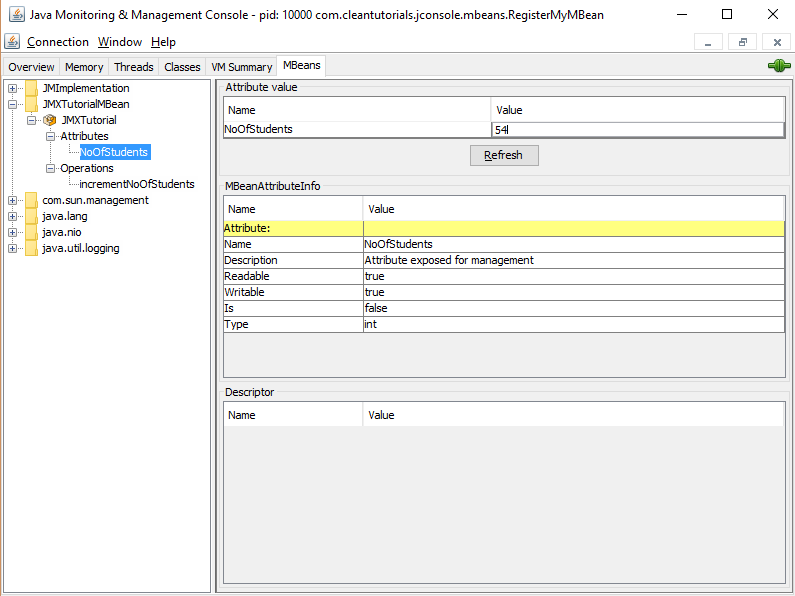 Java Monitoring & Management Console - pid: 10000 com.cleantutorials.jconsole.mbeans.RegisterMyMBean
Connection Window Help
Overview Memory Threads Classes VM Summary MBeans
JMImplementation
JMXTutorialMBean
JMXTutorial
Attributes
NoOfStudents
Operations
incrementNoOfStudents
com.sun.management
java.lang
java.nio
java.util.logging
Attribute value
Name Value
NoOfStudents 54
Refresh
MBeanAttributeInfo
Name Value
Attribute:
Name NoOfStudents
Description Attribute exposed for management
Readable true
Writable true
Is false
Type int
Descriptor
Name Value